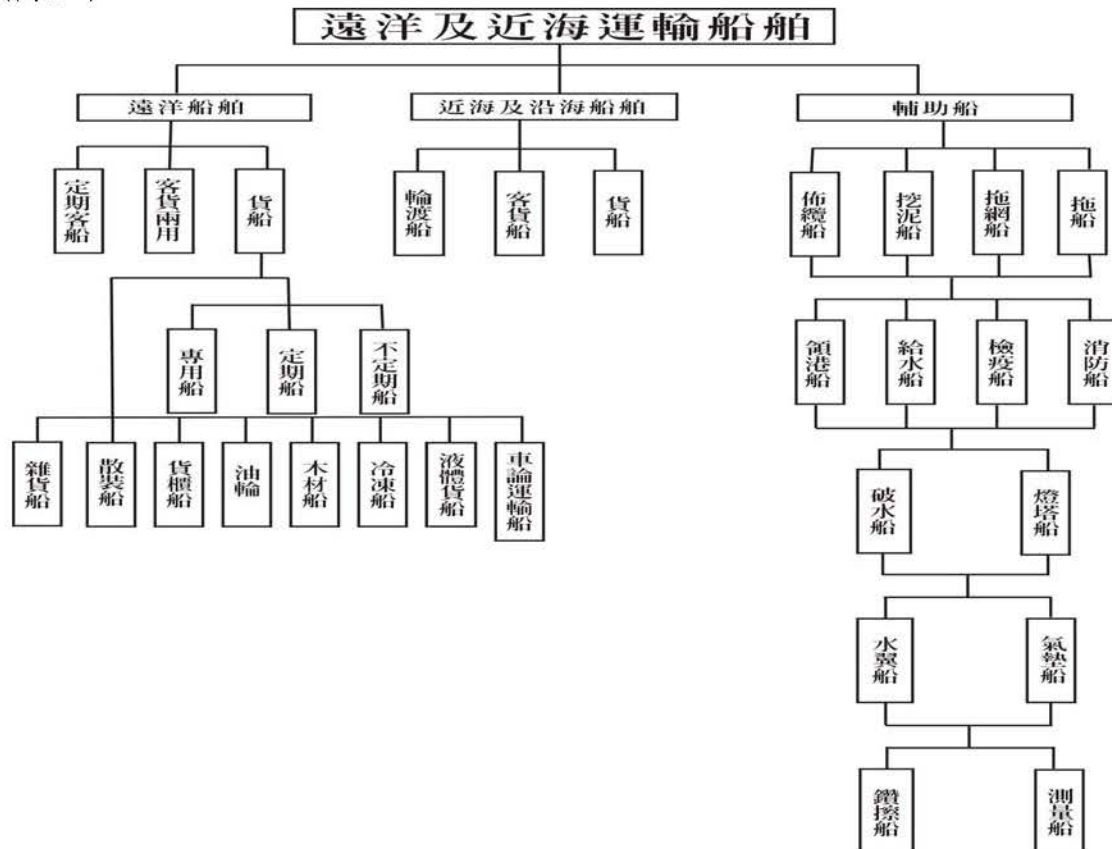 遠洋及近海運輸船舶
遠洋船舶
近海及沿海船舶
輔助船
定期客船
客貨兩用
貨船
輪渡船
客貨船
貨船
佈纜船
挖泥船
拖網船
拖船
專用船
定期船
不定期船
領港船
給水船
檢疫船
消防船
雜貨船
散裝船
貨櫃船
油輪
木材船
冷凍船
液體貨船
車論運輸船
破水船
燈塔船
水翼船
氣墊船
鑽擦船
測量船